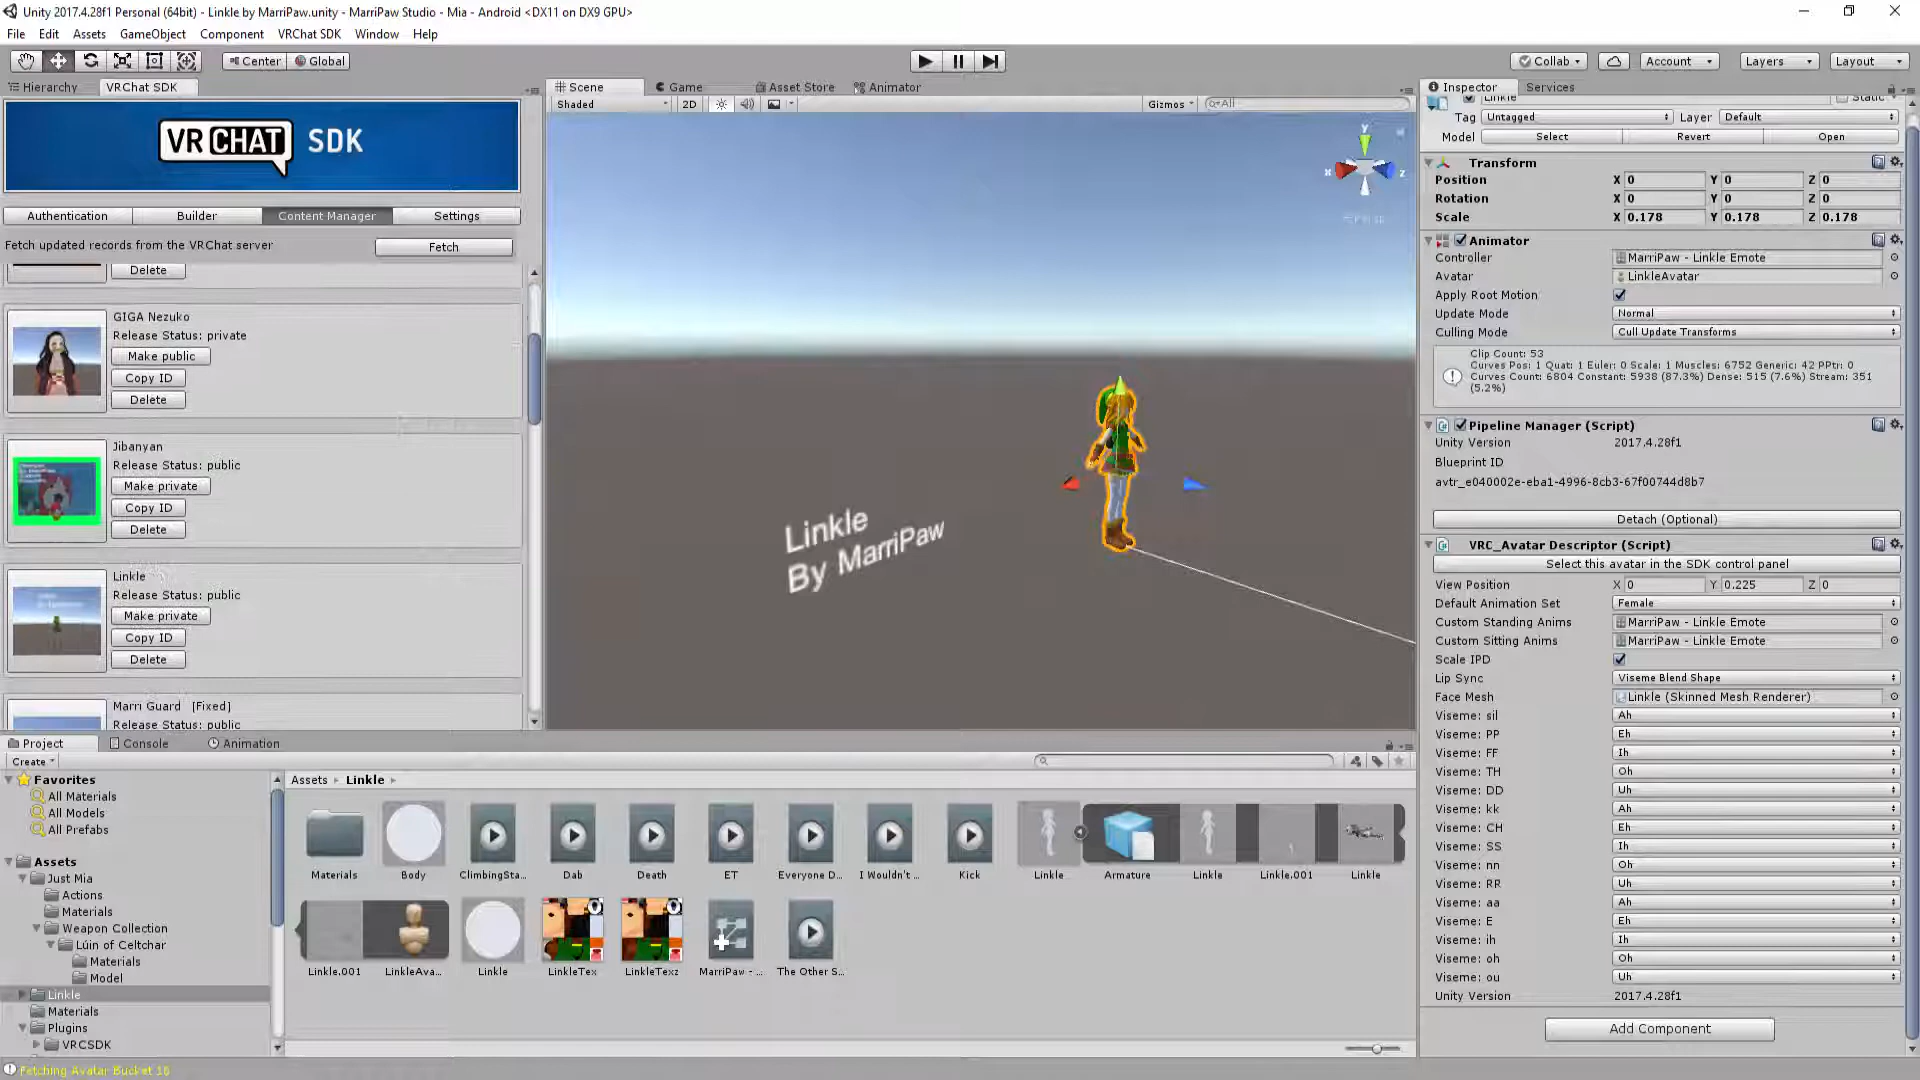 Unity 2017.4.28f1 Personal (64bit) - Linkle by MarriPaw.unity - MarriPaw Studio - Mia - Android <DX11 on DX9 GPU>
File Edit Assets GameObject Component VRChat SDK Window Help
Center Global
Collab Account Layers Layout
Hierarchy VRChat SDK
VRCHAT SDK
Authentication Builder Content Manager Settings
Fetch updated records from the VRChat server Fetch
Delete
GIGA Nezuko
Release Status: private
Make public
Copy ID
Delete
Jibanyan
Release Status: public
Make private
Copy ID
Delete
Linkle
Release Status: public
Make private
Copy ID
Delete
Marri Guard [Fixed]
Release Status: public
Scene Game Asset Store Animator
Shaded 2D Gizmos All
Y
X Z
Linkle
By MarriPaw
Inspector Services
Linkle Static
Tag Untagged Layer Default
Model Select Revert Open
Transform
Position X 0 Y 0 Z 0
Rotation X 0 Y 0 Z 0
Scale X 0.178 Y 0.178 Z 0.178
Animator
Controller MarriPaw - Linkle Emote
Avatar LinkleAvatar
Apply Root Motion
Update Mode Normal
Culling Mode Cull Update Transforms
Clip Count: 53
Curves Pos: 1 Quat: 1 Euler: 0 Scale: 1 Muscles: 6752 Generic: 42 PPtr: 0
Curves Count: 6804 Constant: 5938 (87.3%) Dense: 515 (7.6%) Stream: 351
(5.2%)
Pipeline Manager (Script)
Unity Version 2017.4.28f1
Blueprint ID
avtr_e040002e-eba1-4996-8cb3-67f00744d8b7
Detach (Optional)
VRC_Avatar Descriptor (Script)
Select this avatar in the SDK control panel
View Position X 0 Y 0.225 Z 0
Default Animation Set Female
Custom Standing Anims MarriPaw - Linkle Emote
Custom Sitting Anims MarriPaw - Linkle Emote
Scale IPD
Lip Sync Viseme Blend Shape
Face Mesh Linkle (Skinned Mesh Renderer)
Viseme: sil Ah
Viseme: PP Eh
Viseme: FF Ih
Viseme: TH Oh
Viseme: DD Uh
Viseme: kk Ah
Viseme: CH Eh
Viseme: SS Ih
Viseme: nn Oh
Viseme: RR Uh
Viseme: aa Ah
Viseme: E Eh
Viseme: ih Ih
Viseme: oh Oh
Viseme: ou Uh
Unity Version 2017.4.28f1
Add Component
Project Console Animation
Create
Favorites
All Materials
All Models
All Prefabs
Assets
Just Mia
Actions
Materials
Weapon Collection
Lúin of Celtchar
Materials
Model
Linkle
Materials
Plugins
VRCSDK
Assets Linkle
Materials Body ClimbingSta... Dab Death ET Everyone D... I Wouldn't ... Kick Linkle Armature Linkle Linkle.001 Linkle
Linkle.001 LinkleAva... Linkle LinkleTex LinkleTexz MarriPaw - ... The Other S...
Fetching Avatar Bucket 16